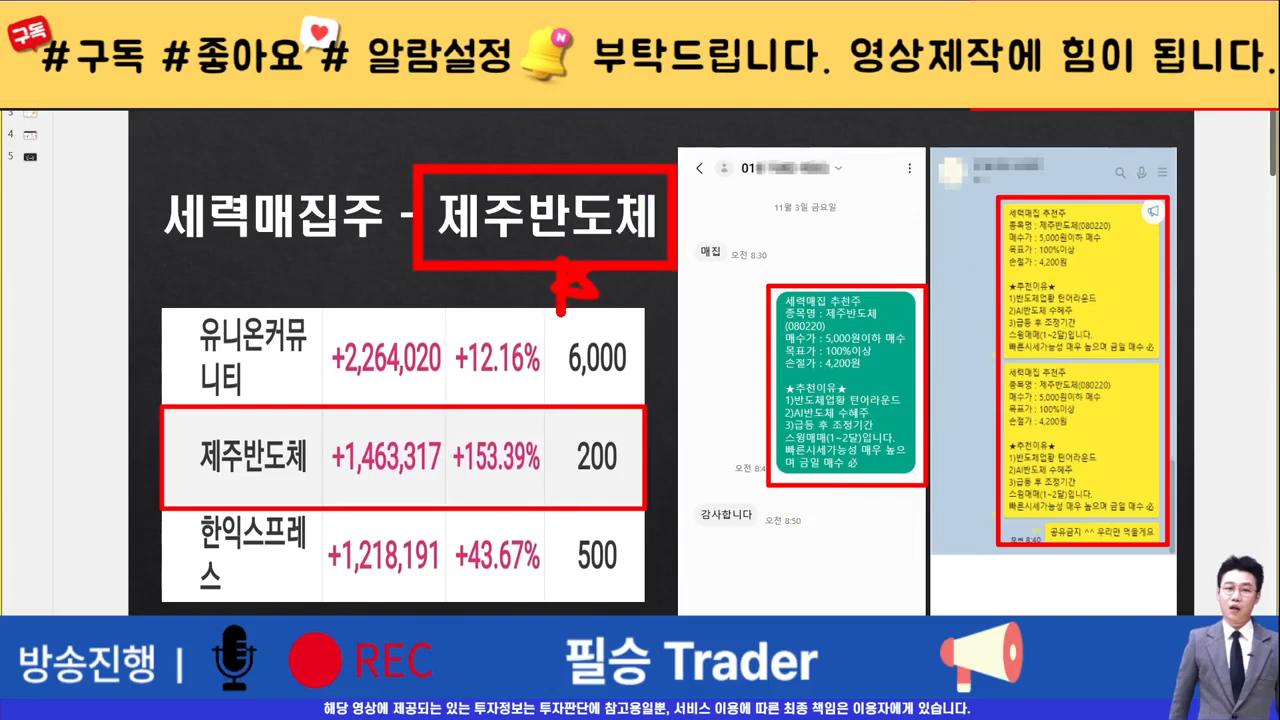 구독
#구독 #좋아요 # 알람설정 N 부탁드립니다. 영상제작에 힘이 됩니다.
3
4
5
세력매집주 - 제주반도체
유니온커뮤
니티
+2,264,020 +12.16% 6,000
제주반도체 +1,463,317 +153.39% 200
한익스프레
스
+1,218,191 +43.67% 500
01
11월 3일 금요일
매집 오전 8:30
세력매집 추천주
종목명 : 제주반도체
(080220)
매수가 : 5,000원이하 매수
목표가 : 100%이상
손절가 : 4,200원
★추천이유★
1)반도체업황 턴어라운드
2)AI반도체 수혜주
3)급등 후 조정기간
스윙매매(1~2달)입니다.
빠른시세가능성 매우 높으
며 금일 매수 必
오전 8:4
감사합니다 오전 8:50
세력매집 추천주
종목명 : 제주반도체(080220)
매수가 : 5,000원이하 매수
목표가 : 100%이상
손절가 : 4,200원
★추천이유★
1)반도체업황 턴어라운드
2)AI반도체 수혜주
3)급등 후 조정기간
스윙매매(1~2달)입니다.
빠른시세가능성 매우 높으며 금일 매수 必
세력매집 추천주
종목명 : 제주반도체(080220)
매수가 : 5,000원이하 매수
목표가 : 100%이상
손절가 : 4,200원
★추천이유★
1)반도체업황 턴어라운드
2)AI반도체 수혜주
3)급등 후 조정기간
스윙매매(1~2달)입니다.
빠른시세가능성 매우 높으며 금일 매수 必
8:40 공유금지 ^^ 우리만 먹을게요
방송진행 | REC 필승 Trader
해당 영상에 제공되는 있는 투자정보는 투자판단에 참고용일뿐, 서비스 이용에 따른 최종 책임은 이용자에게 있습니다.